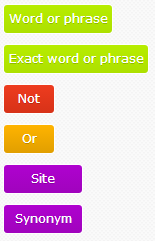 Word or phrase
Exact word or phrase
Not
Or
Site
Synonym